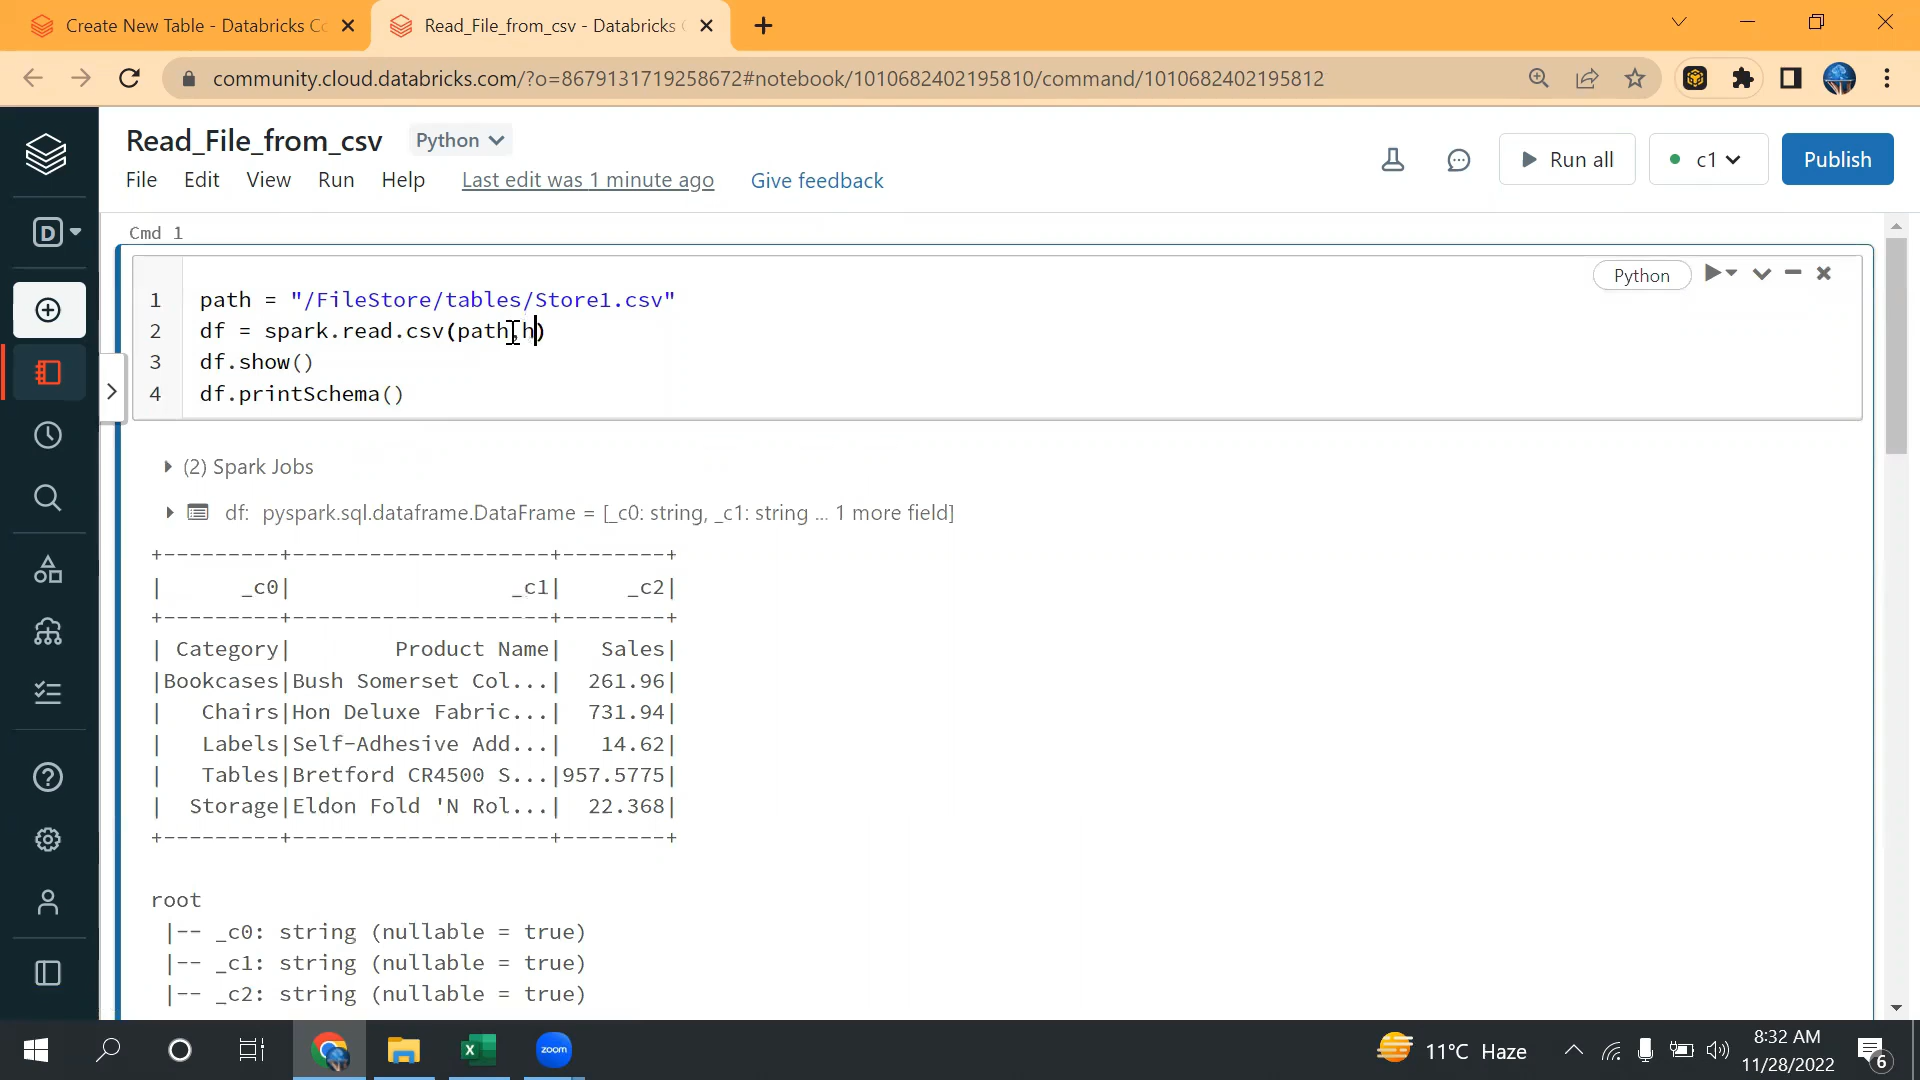 Create New Table - Databricks Co
Read_File_from_csv - Databricks C
community.cloud.databricks.com/?o=8679131719258672#notebook/1010682402195810/command/1010682402195812
Read_File_from_csv
Python
File Edit View Run Help Last edit was 1 minute ago Give feedback
Run all
c1
Publish
D
Cmd 1
Python
1 path = "/FileStore/tables/Store1.csv"
2 df = spark.read.csv(path,h)
3 df.show()
4 df.printSchema()
(2) Spark Jobs
df: pyspark.sql.dataframe.DataFrame = [_c0: string, _c1: string ... 1 more field]
+---------+--------------------+--------+
|      _c0|                 _c1|     _c2|
+---------+--------------------+--------+
| Category|        Product Name|   Sales|
|Bookcases|Bush Somerset Col...|  261.96|
|   Chairs|Hon Deluxe Fabric...|  731.94|
|   Labels|Self-Adhesive Add...|   14.62|
|   Tables|Bretford CR4500 S...|957.5775|
|  Storage|Eldon Fold 'N Rol...|  22.368|
+---------+--------------------+--------+
root
|-- _c0: string (nullable = true)
|-- _c1: string (nullable = true)
|-- _c2: string (nullable = true)
zoom
11°C Haze
8:32 AM
11/28/2022
6